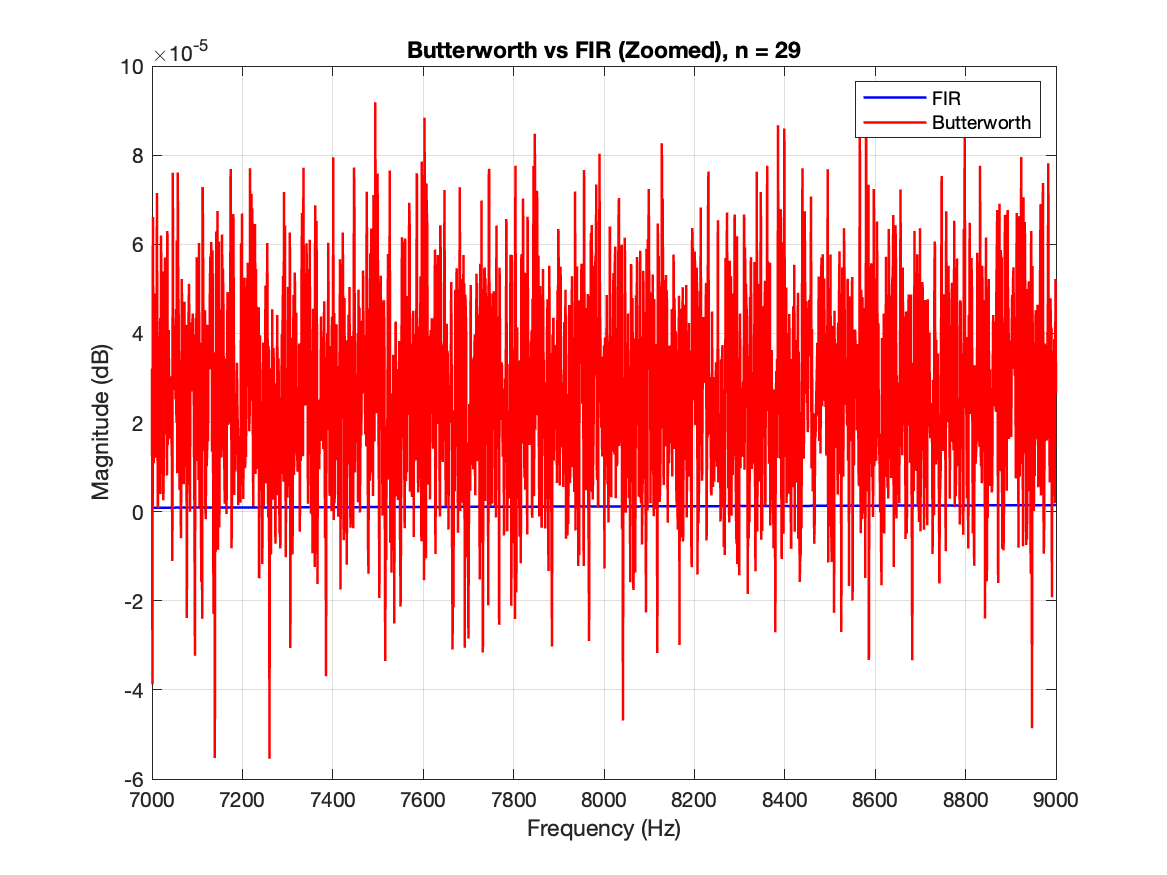 ×10-5
Butterworth vs FIR (Zoomed), n = 29
FIR
Butterworth
10
8
6
4
2
0
-2
-4
-6
Magnitude (dB)
7000 7200 7400 7600 7800 8000 8200 8400 8600 8800 9000
Frequency (Hz)